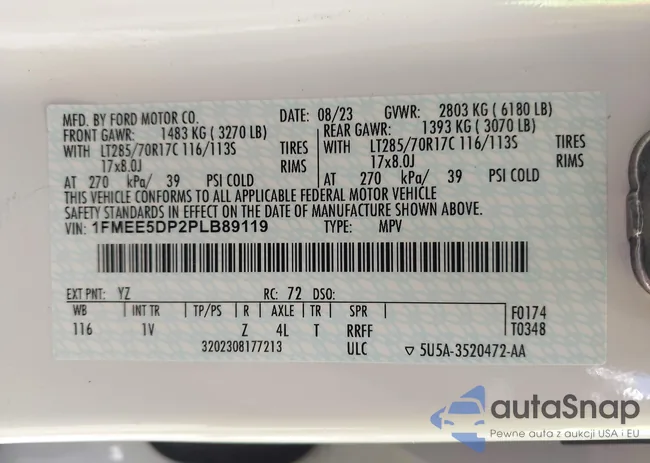 MFD. BY FORD MOTOR CO. DATE: 08/23 GVWR: 2803 KG ( 6180 LB)
FRONT GAWR: 1483 KG ( 3270 LB) REAR GAWR: 1393 KG ( 3070 LB)
WITH LT285/70R17C 116/113S TIRES WITH LT285/70R17C 116/113S TIRES
17x8.0J RIMS 17x8.0J RIMS
AT 270 kPa/ 39 PSI COLD AT 270 kPa/ 39 PSI COLD
THIS VEHICLE CONFORMS TO ALL APPLICABLE FEDERAL MOTOR VEHICLE
SAFETY STANDARDS IN EFFECT ON THE DATE OF MANUFACTURE SHOWN ABOVE.
VIN: 1FMEE5DP2PLB89119 TYPE: MPV
EXT PNT: YZ RC: 72 DSO:
WB INT TR TP/PS R AXLE TR SPR F0174
116 1V Z 4L T RRFF T0348
3202308177213 ULC ▽ 5U5A-3520472-AA
autaSnap
Pewne auta z aukcji USA i EU